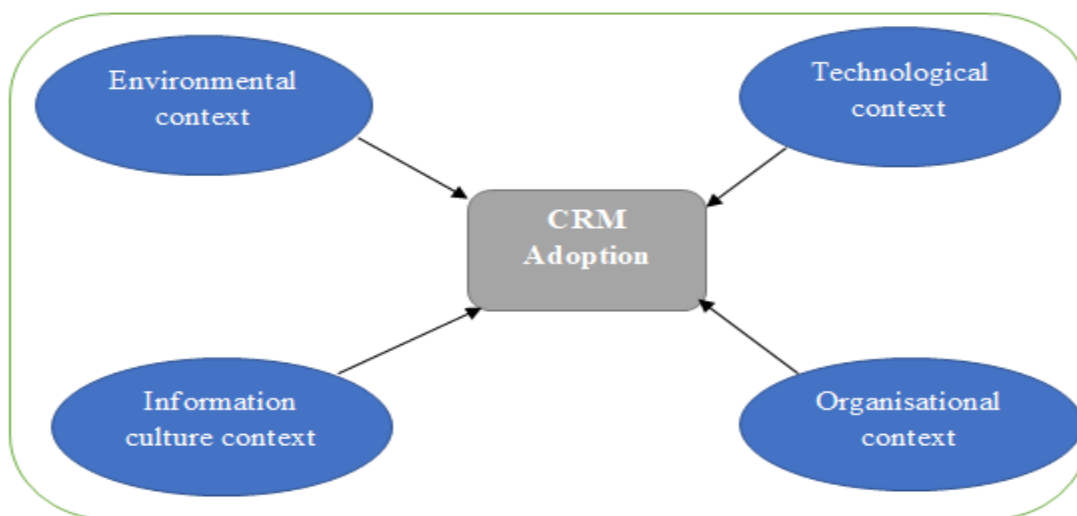 Environmental
context
Technological
context
CRM
Adoption
Information
culture context
Organisational
context